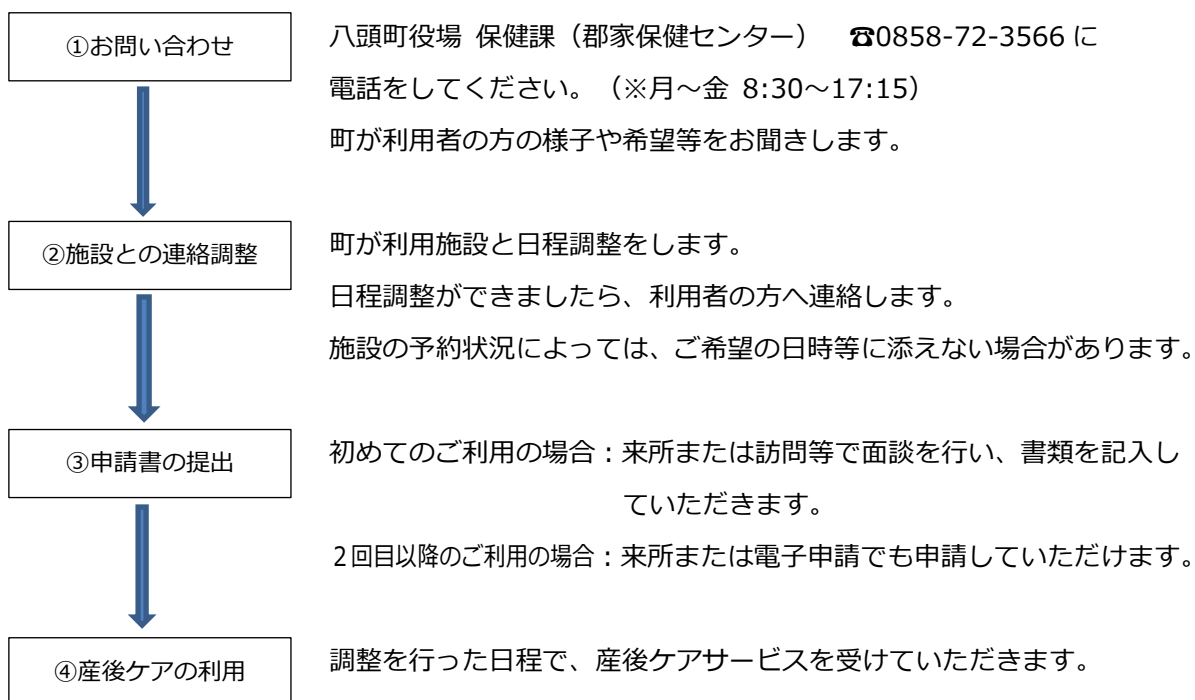 ①お問い合わせ
八頭町役場 保健課（郡家保健センター） ☎0858-72-3566 に
電話をしてください。（※月～金 8:30～17:15）
町が利用者の方の様子や希望等をお聞きします。
②施設との連絡調整
町が利用施設と日程調整をします。
日程調整ができましたら、利用者の方へ連絡します。
施設の予約状況によっては、ご希望の日時等に添えない場合があります。
③申請書の提出
初めてのご利用の場合：来所または訪問等で面談を行い、書類を記入し
ていただきます。
２回目以降のご利用の場合：来所または電子申請でも申請していただけます。
④産後ケアの利用
調整を行った日程で、産後ケアサービスを受けていただきます。